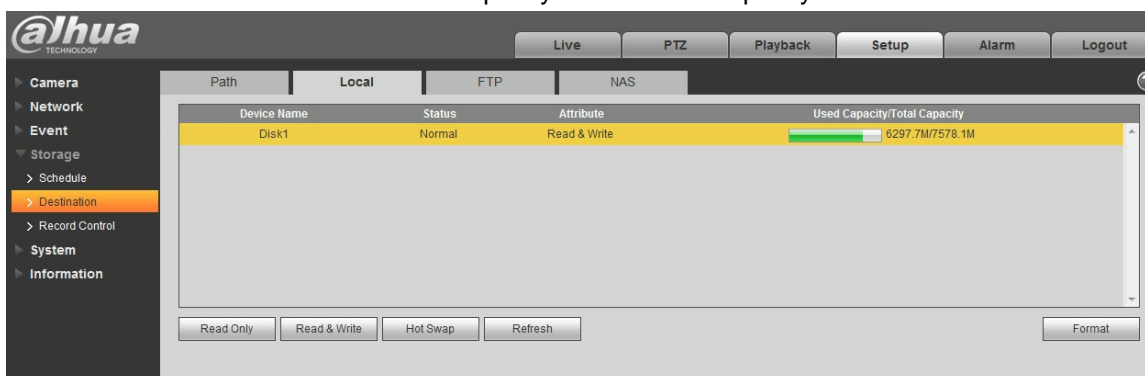 alhua
TECHNOLOGY
Live PTZ Playback Setup Alarm Logout
Camera
Network
Event
Storage
Schedule
Destination
Record Control
System
Information
Path Local FTP NAS
Device Name Status Attribute Used Capacity/Total Capacity
Disk1 Normal Read & Write 6297.7M/7578.1M
Read Only Read & Write Hot Swap Refresh Format